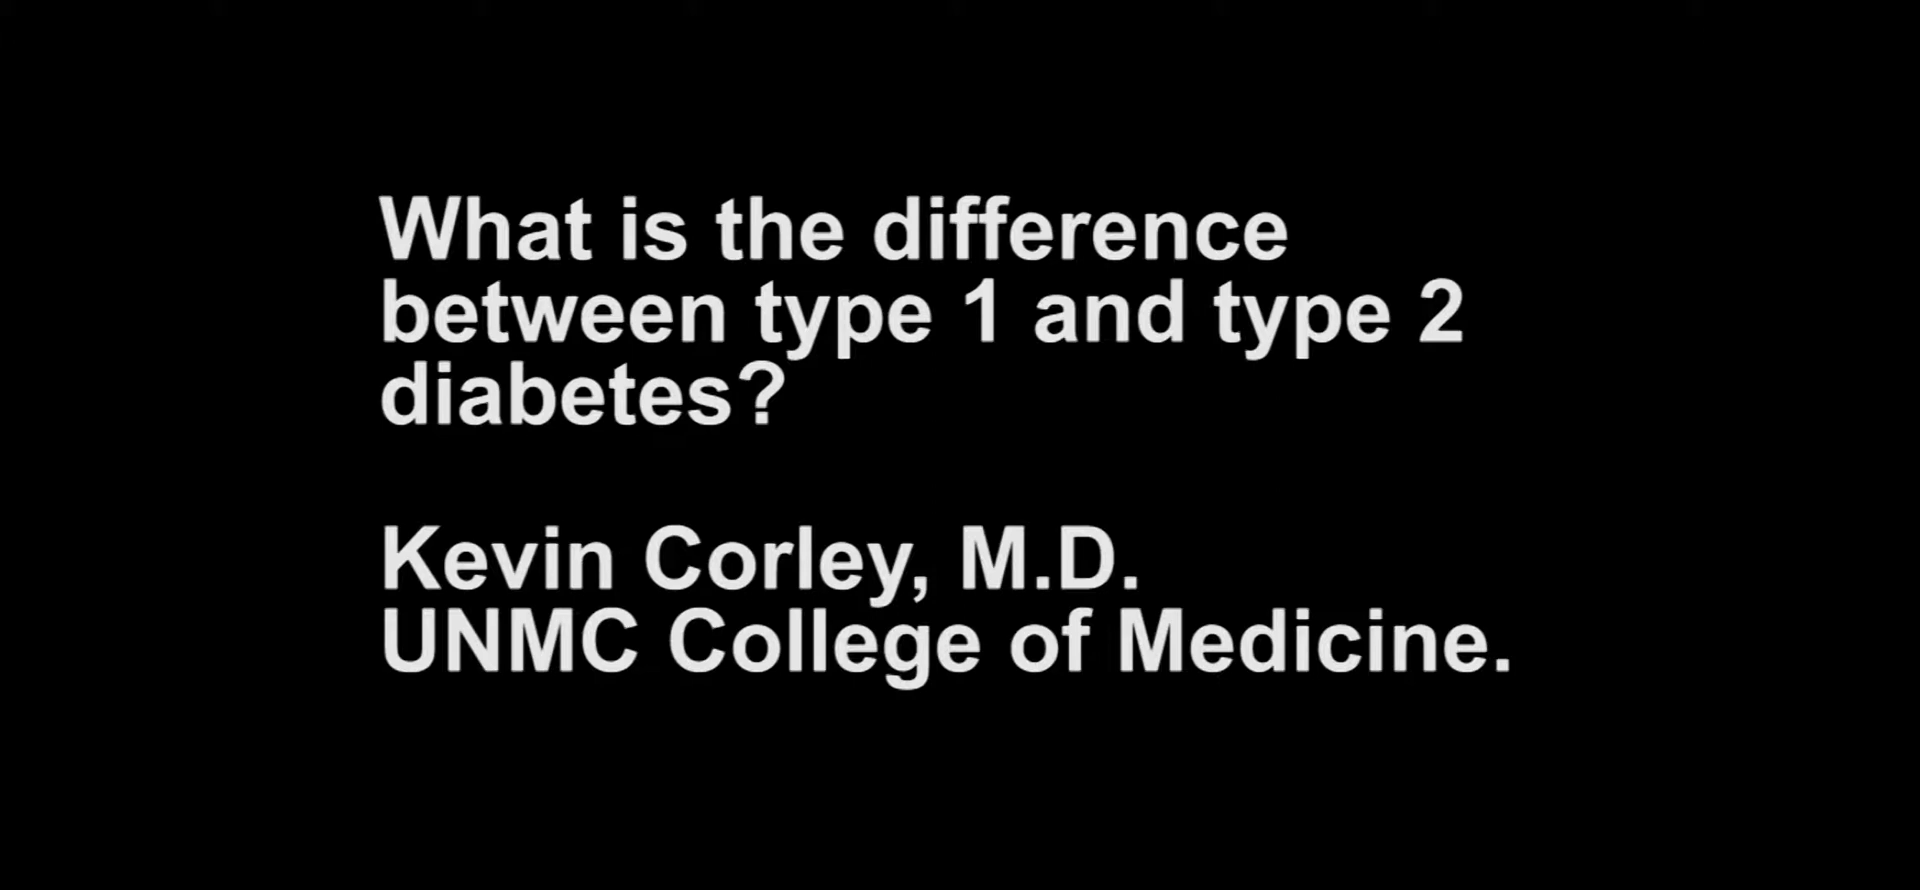 What is the difference
between type 1 and type 2
diabetes?
Kevin Corley, M.D.
UNMC College of Medicine.